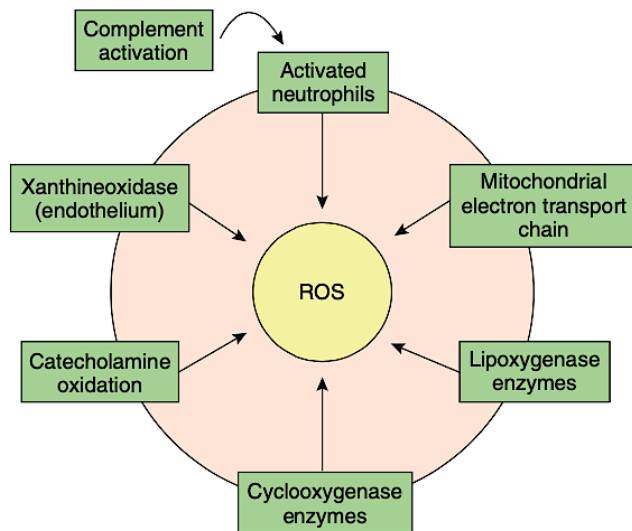 Complement
activation
Activated
neutrophils
Xanthineoxidase
(endothelium)
Mitochondrial
electron transport
chain
ROS
Catecholamine
oxidation
Lipoxygenase
enzymes
Cyclooxygenase
enzymes